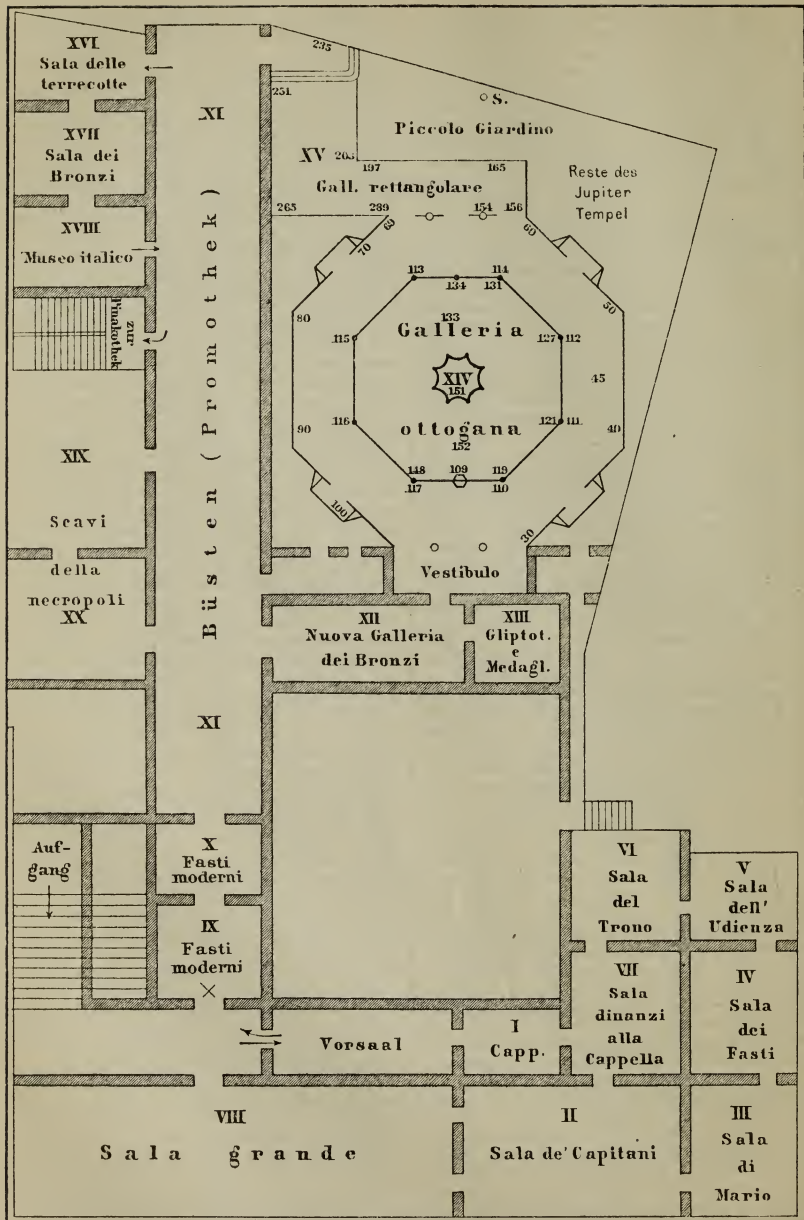 XVI
Sala delle
terrecotte
XVII
Sala dei
Bronzi
XVIII
Museo italico
zur
Pinakothek
XIX
Scavi
della
necropoli
XX
Auf-
gang
XI
Büsten (Promothek)
XI
X
Fasti
moderni
IX
Fasti
moderni
235
251
S.
Piccolo Giardino
XV
197
165
Gall. rettangolare
Reste des
Jupiter
Tempel
265
289
69
154
156
60
70
80
90
100
50
45
40
30
113
134
114
131
133
Galleria
115
127
112
XIV
151
116
121
111
ottogana
152
118
117
109
119
110
Vestibulo
XII
Nuova Galleria
dei Bronzi
XIII
Gliptot.
e
Medagl.
VI
Sala
del
Trono
V
Sala
dell'
Udienza
VII
Sala
dinanzi
alla
Cappella
IV
Sala
dei
Fasti
Vorsaal
I
Capp.
VIII
Sala grande
II
Sala de' Capitani
III
Sala
di
Mario